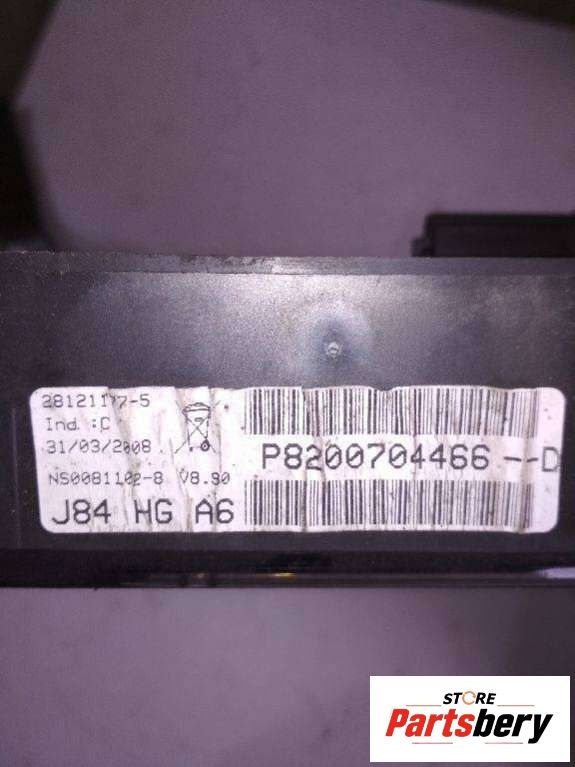 28121177-5
Ind :C
31/03/2008
NS0081102-8 V8.90
J84 HG A6
P8200704466--D
STORE
Partsbery